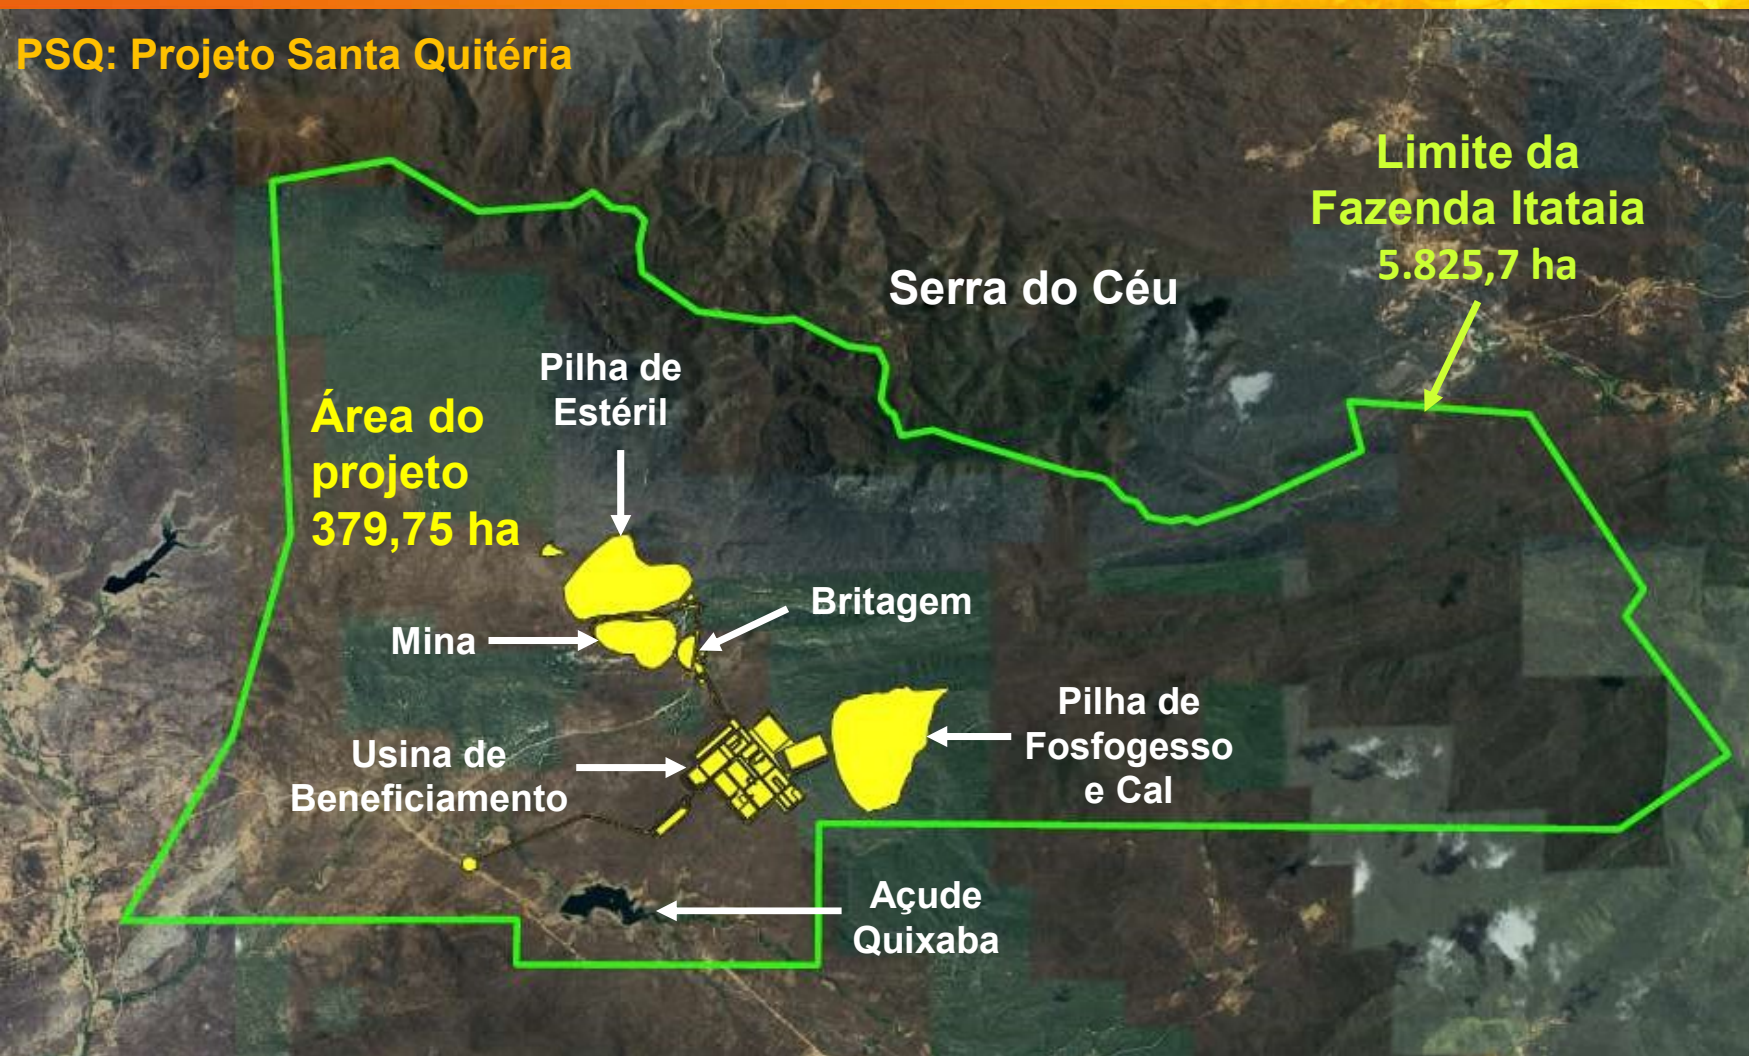 PSQ: Projeto Santa Quitéria
Limite da
Fazenda Itataia
5.825,7 ha
Serra do Céu
Pilha de
Estéril
Área do
projeto
379,75 ha
Britagem
Mina
Pilha de
Fosfogesso
e Cal
Usina de
Beneficiamento
Açude
Quixaba